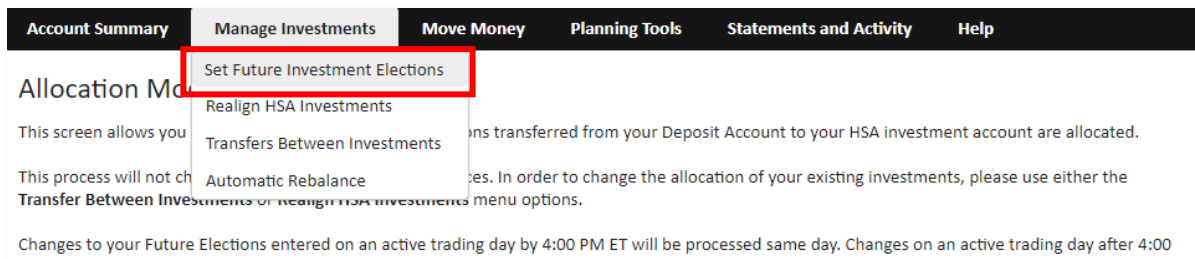 Account Summary Manage Investments Move Money Planning Tools Statements and Activity Help
Set Future Investment Elections
Allocation Mo
Realign HSA Investments
This screen allows you ons transferred from your Deposit Account to your HSA investment account are allocated.
Transfers Between Investments
This process will not ch ces. In order to change the allocation of your existing investments, please use either the
Automatic Rebalance
Transfer Between Investments or Realign HSA Investments menu options.
Changes to your Future Elections entered on an active trading day by 4:00 PM ET will be processed same day. Changes on an active trading day after 4:00